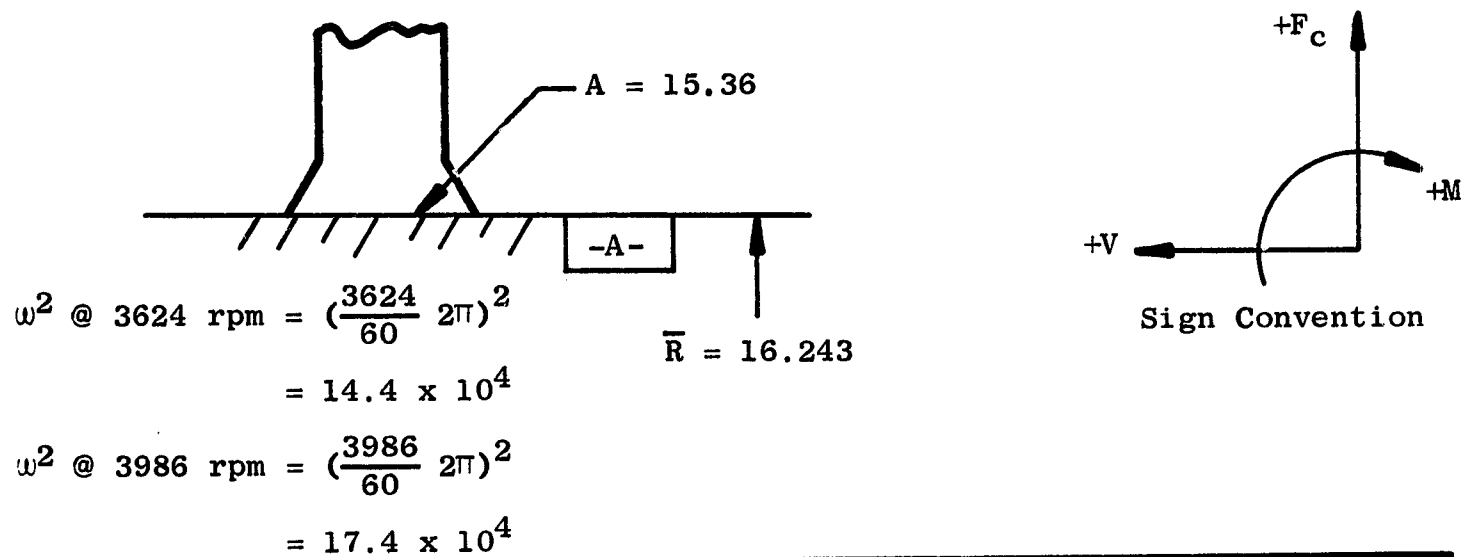 +F_c
A = 15.36
+M
-A-
+V
Sign Convention
ω² @ 3624 rpm = (3624/60 2π)²
R̅ = 16.243
= 14.4 x 10⁴
ω² @ 3986 rpm = (3986/60 2π)²
= 17.4 x 10⁴